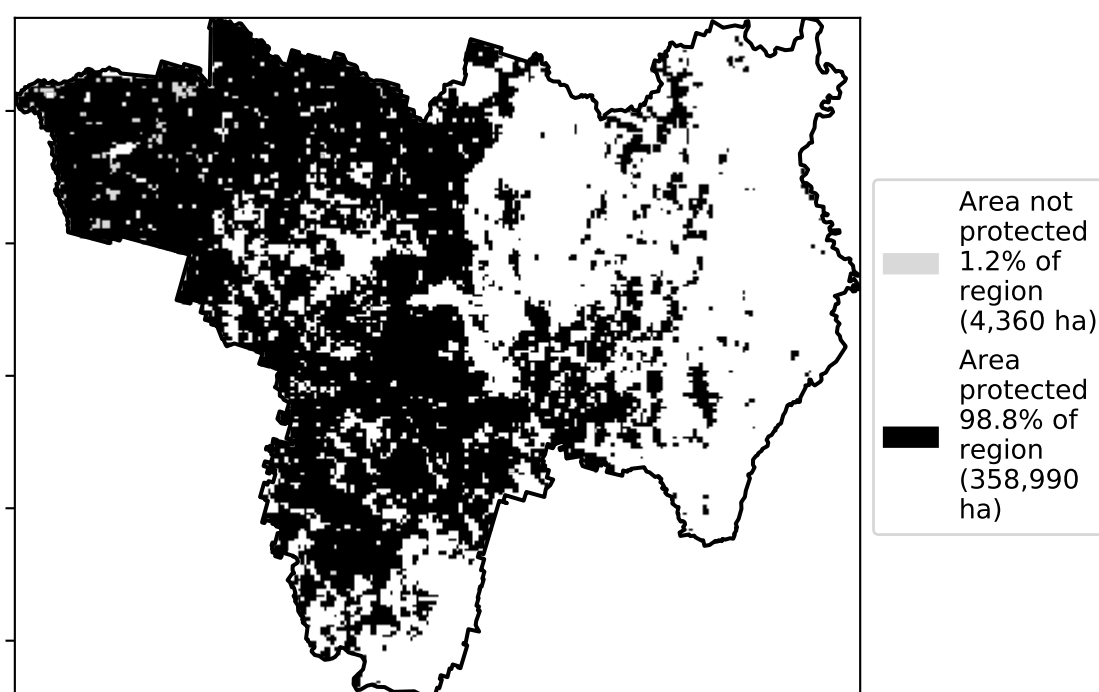 Area not
protected
1.2% of
region
(4,360 ha)
Area
protected
98.8% of
region
(358,990
ha)